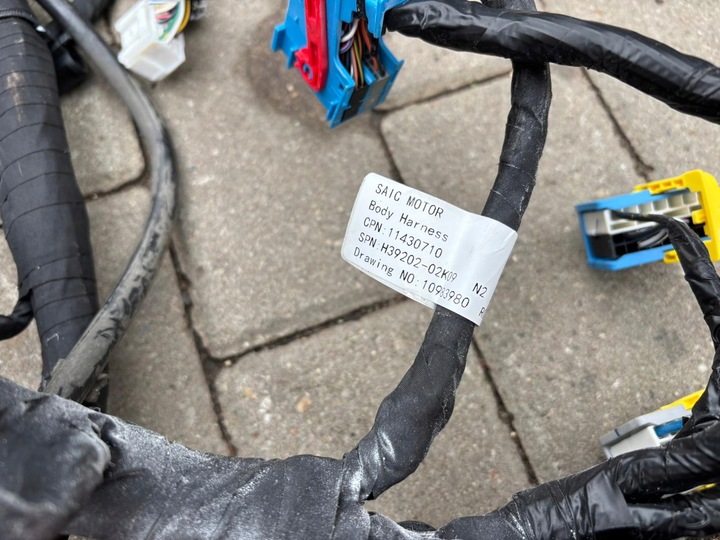 SAIC MOTOR
Body Harness
CPN:11430710
SPN:H39202-02K09 N2
Drawing NO:10983980